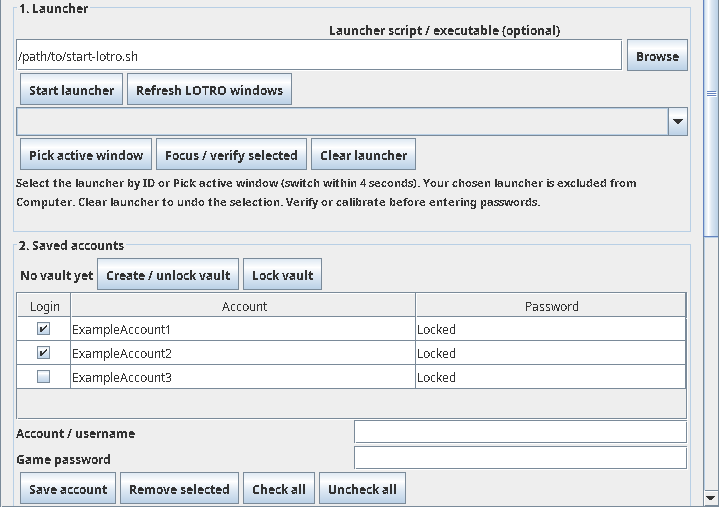 1. Launcher
Launcher script / executable (optional)
/path/to/start-lotro.sh
Browse
Start launcher Refresh LOTRO windows
Pick active window Focus / verify selected Clear launcher
Select the launcher by ID or Pick active window (switch within 4 seconds). Your chosen launcher is excluded from
Computer. Clear launcher to undo the selection. Verify or calibrate before entering passwords.
2. Saved accounts
No vault yet Create / unlock vault Lock vault
Login Account Password
ExampleAccount1 Locked
ExampleAccount2 Locked
ExampleAccount3 Locked
Account / username
Game password
Save account Remove selected Check all Uncheck all